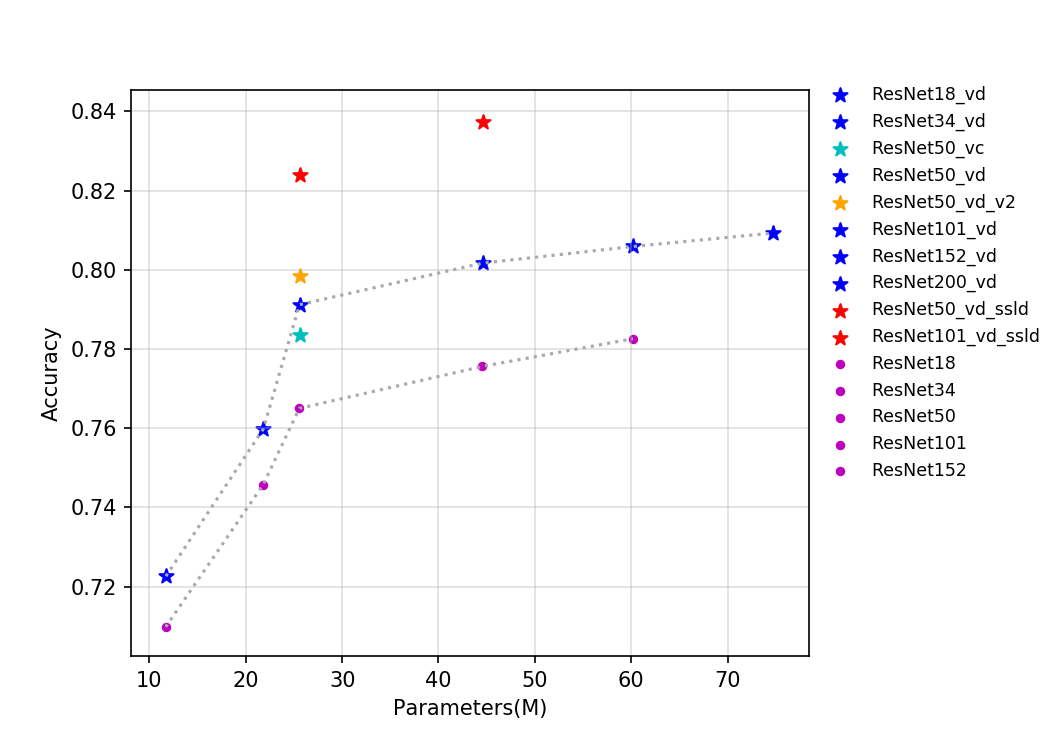 0.84
0.82
0.80
0.78
0.76
0.74
0.72
Accuracy
10 20 30 40 50 60 70
Parameters(M)
ResNet18_vd
ResNet34_vd
ResNet50_vc
ResNet50_vd
ResNet50_vd_v2
ResNet101_vd
ResNet152_vd
ResNet200_vd
ResNet50_vd_ssld
ResNet101_vd_ssld
ResNet18
ResNet34
ResNet50
ResNet101
ResNet152